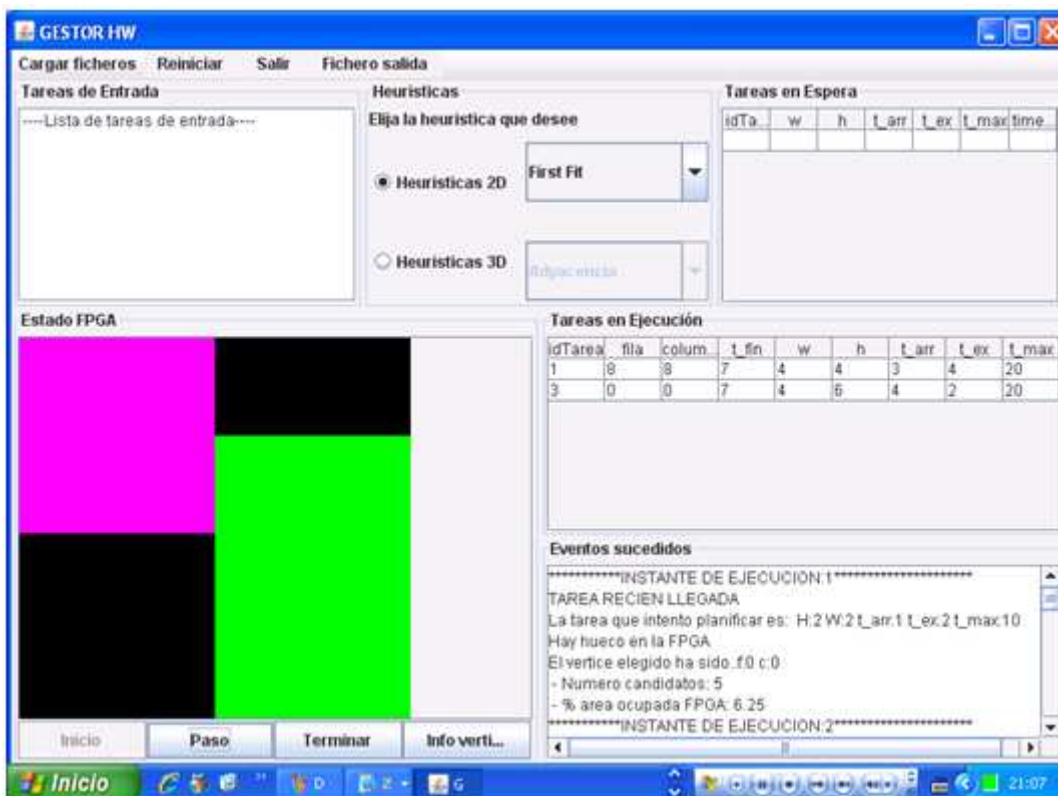 GESTOR HW
Cargar ficheros Reiniciar Salir Fichero salida
Tareas de Entrada
----Lista de tareas de entrada----
Heurísticas
Elija la heurística que desee
Heurísticas 2D
First Fit
Heurísticas 3D
Adyacencia
Tareas en Espera
idTa... w h t_arr t_ex t_max time...
Estado FPGA
Tareas en Ejecución
idTarea fila colum... t_fin w h t_arr t_ex t_max
1 8 8 7 4 4 3 4 20
3 0 0 7 4 6 4 2 20
Eventos sucedidos
***********INSTANTE DE EJECUCION:1*********************
TAREA RECIEN LLEGADA
La tarea que intento planificar es: H:2 W:2 t_arr:1 t_ex:2 t_max:10
Hay hueco en la FPGA
El vertice elegido ha sido..f:0 c:0
- Numero candidatos: 5
- % area ocupada FPGA: 6.25
***********INSTANTE DE EJECUCION:2*********************
Inicio Paso Terminar Info verti...
Inicio D 2 G 21:07